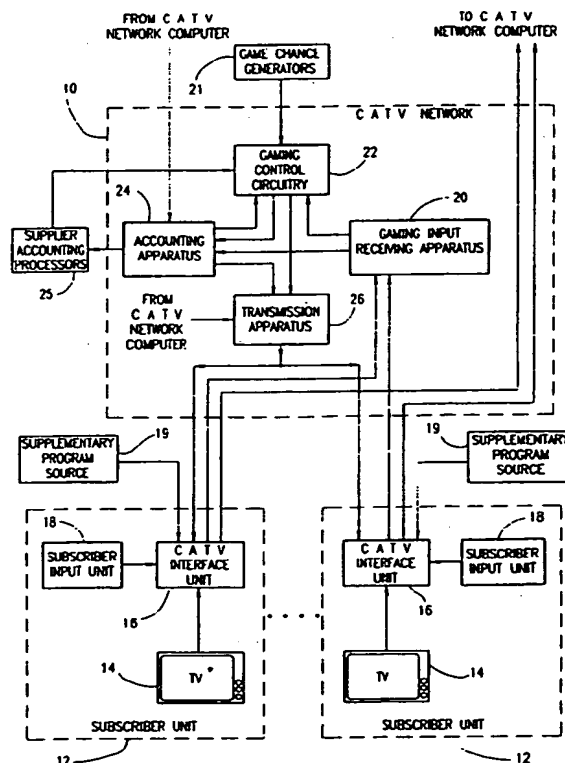 FROM C A T V
NETWORK COMPUTER
TO C A T V
NETWORK COMPUTER
GAME CHANCE
GENERATORS
21
10
C A T V NETWORK
GAMING
CONTROL
CIRCUITRY
22
24
20
SUPPLIER
ACCOUNTING
PROCESSORS
25
ACCOUNTING
APPARATUS
GAMING INPUT
RECEIVING APPARATUS
FROM
C A T V
NETWORK
COMPUTER
TRANSMISSION
APPARATUS
26
SUPPLEMENTARY
PROGRAM
SOURCE
19
19
SUPPLEMENTARY
PROGRAM
SOURCE
18
SUBSCRIBER
INPUT UNIT
C A T V
INTERFACE
UNIT
16
C A T V
INTERFACE
UNIT
16
18
SUBSCRIBER
INPUT UNIT
14
TV
TV
14
SUBSCRIBER UNIT
12
SUBSCRIBER UNIT
12